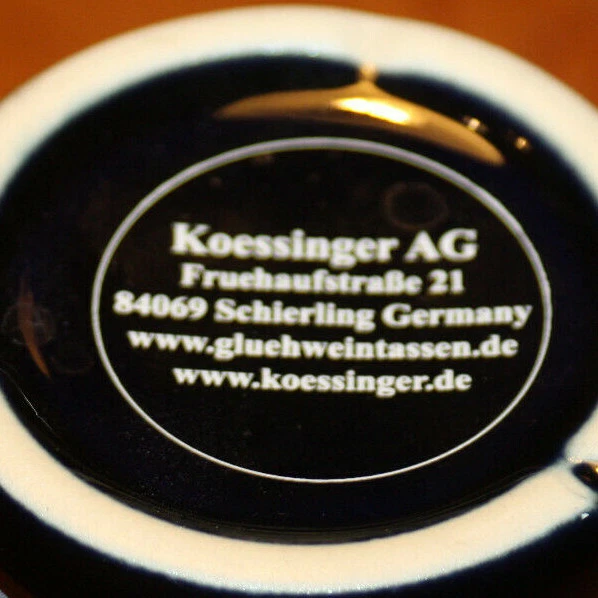 Koessinger AG
Fruehaufstraße 21
84069 Schierling Germany
www.gluehweintassen.de
www.koessinger.de